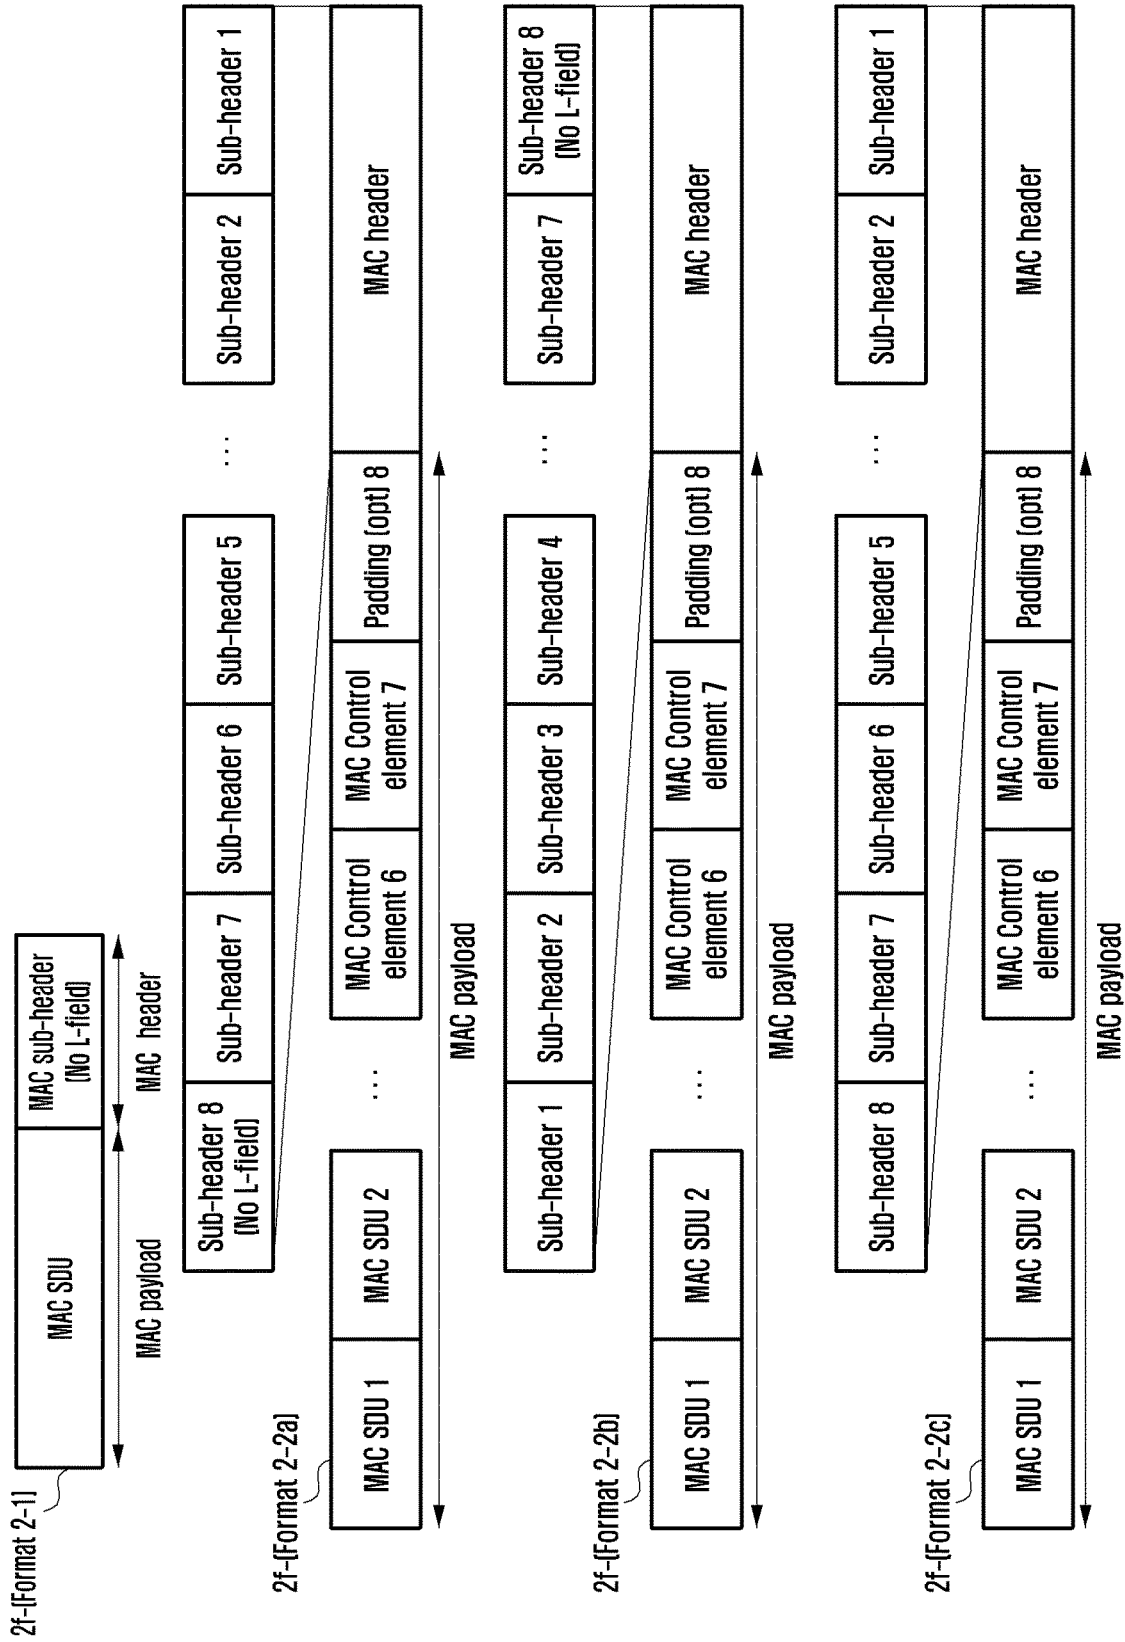 2f-(Format 2-1)
MAC SDU
MAC sub-header
(No L-field)
MAC payload
MAC header
Sub-header 8
(No L-field)
Sub-header 7
Sub-header 6
Sub-header 5
...
Sub-header 2
Sub-header 1
2f-(Format 2-2a)
MAC SDU 1
MAC SDU 2
...
MAC Control
element 6
MAC Control
element 7
Padding (opt) 8
MAC header
MAC payload
Sub-header 1
Sub-header 2
Sub-header 3
Sub-header 4
...
Sub-header 7
Sub-header 8
(No L-field)
2f-(Format 2-2b)
MAC SDU 1
MAC SDU 2
...
MAC Control
element 6
MAC Control
element 7
Padding (opt) 8
MAC header
MAC payload
Sub-header 8
Sub-header 7
Sub-header 6
Sub-header 5
...
Sub-header 2
Sub-header 1
2f-(Format 2-2c)
MAC SDU 1
MAC SDU 2
...
MAC Control
element 6
MAC Control
element 7
Padding (opt) 8
MAC header
MAC payload